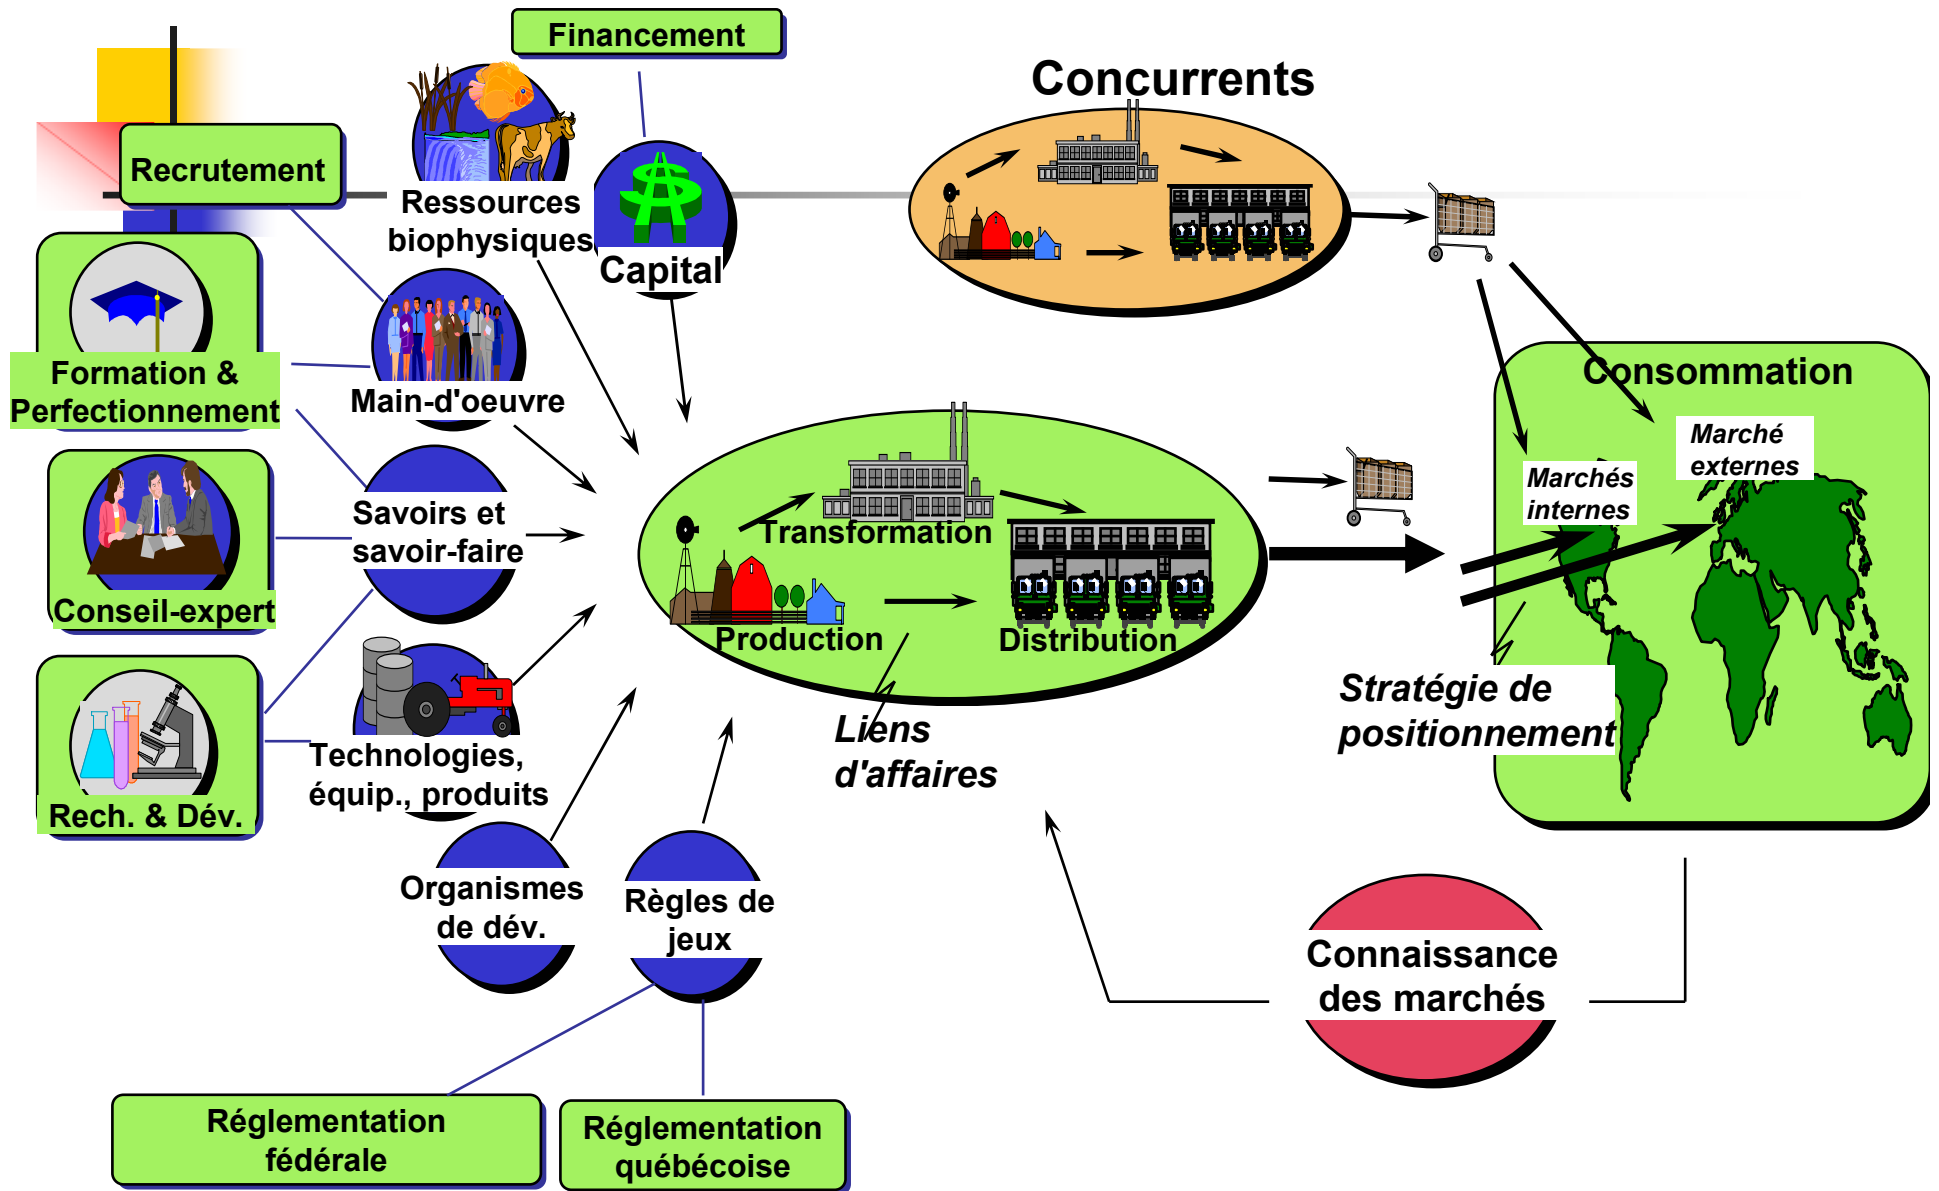 Financement
Concurrents
Recrutement
Ressources
biophysiques
Capital
Formation &
Perfectionnement
Main-d'oeuvre
Consommation
Marché
externes
Marchés
internes
Savoirs et
savoir-faire
Transformation
Conseil-expert
Production
Distribution
Stratégie de
positionnement
Liens
d'affaires
Technologies,
équip., produits
Rech. & Dév.
Organismes
de dév.
Règles de
jeux
Connaissance
des marchés
Réglementation
fédérale
Réglementation
québécoise